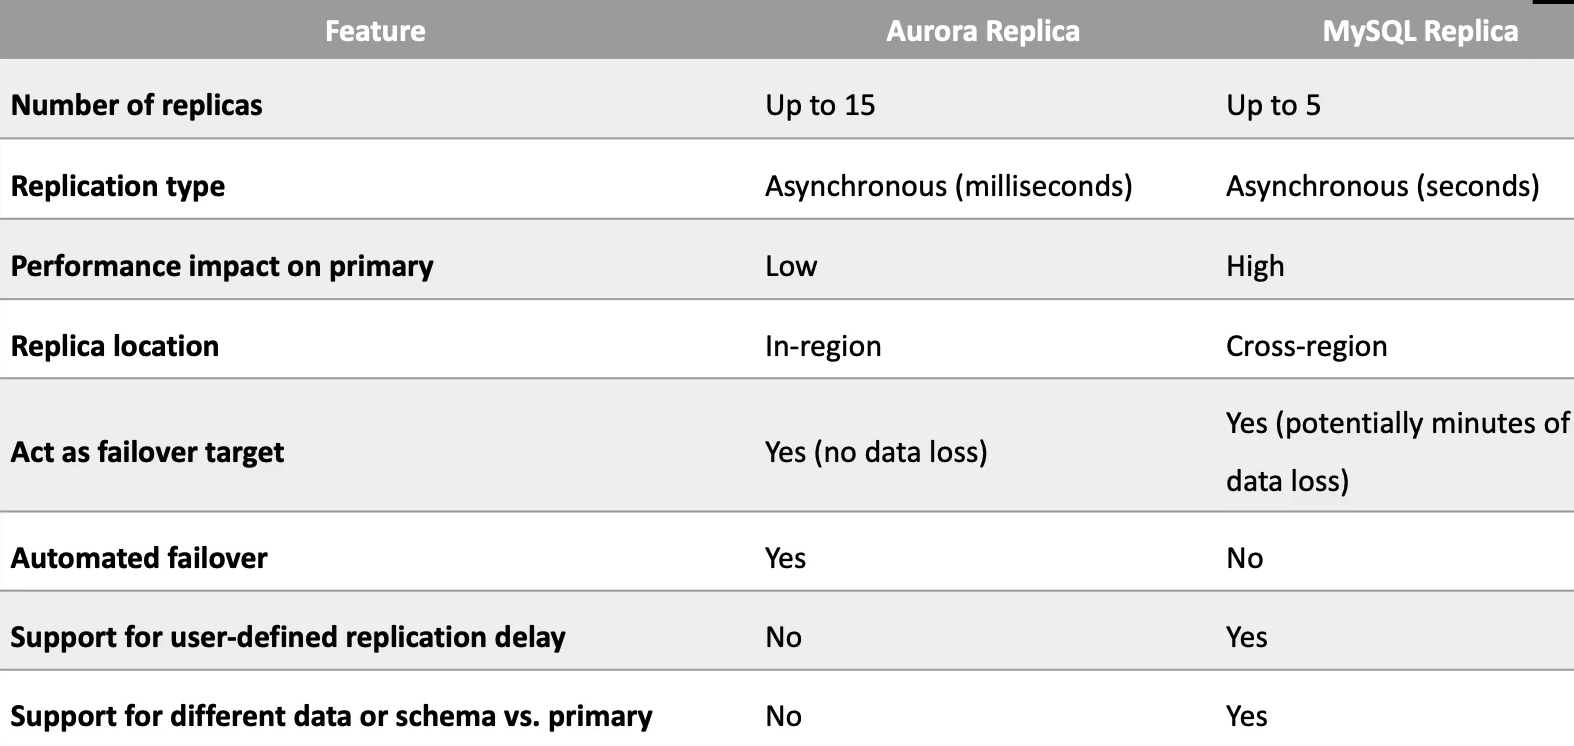 Feature Aurora Replica MySQL Replica
Number of replicas Up to 15 Up to 5
Replication type Asynchronous (milliseconds) Asynchronous (seconds)
Performance impact on primary Low High
Replica location In-region Cross-region
Act as failover target Yes (no data loss) Yes (potentially minutes of
data loss)
Automated failover Yes No
Support for user-defined replication delay No Yes
Support for different data or schema vs. primary No Yes